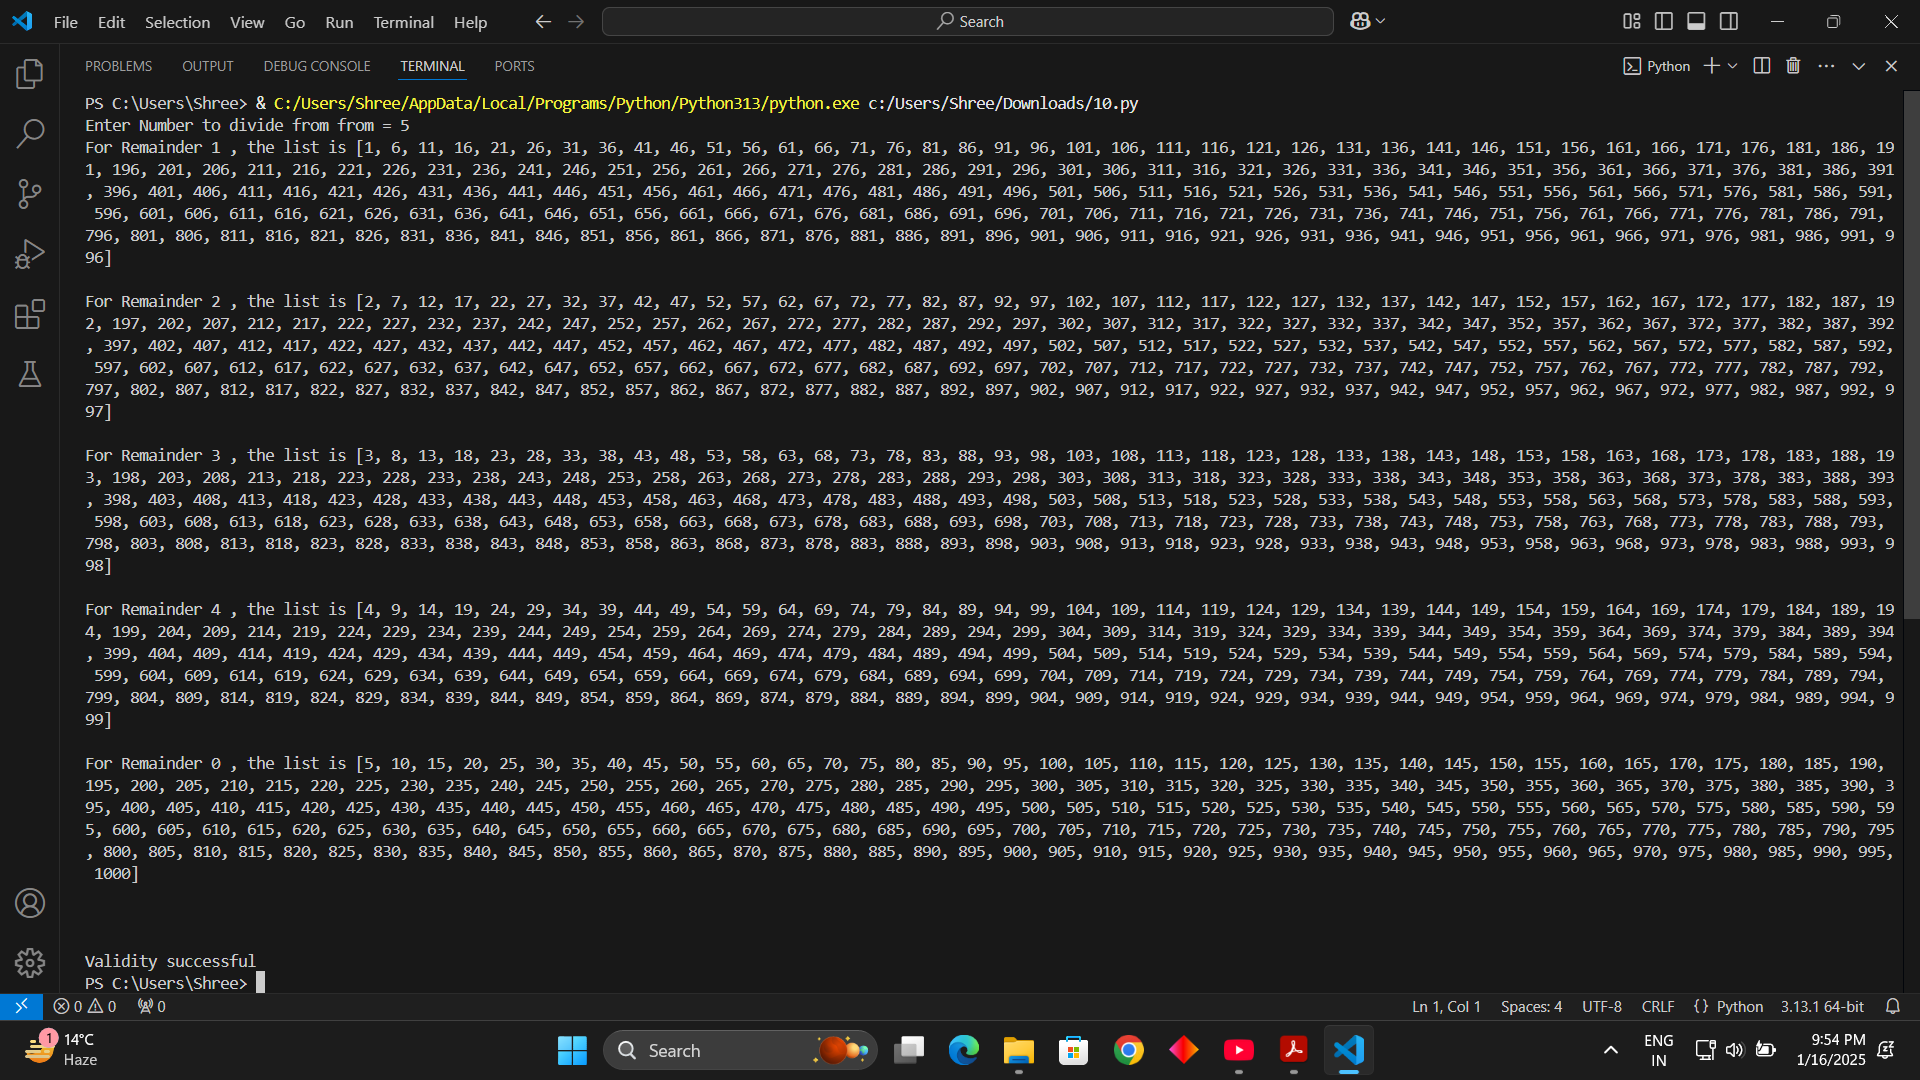 File Edit Selection View Go Run Terminal Help
Search
PROBLEMS OUTPUT DEBUG CONSOLE TERMINAL PORTS
Python
PS C:\Users\Shree> & C:/Users/Shree/AppData/Local/Programs/Python/Python313/python.exe c:/Users/Shree/Downloads/10.py
Enter Number to divide from from = 5
For Remainder 1 , the list is [1, 6, 11, 16, 21, 26, 31, 36, 41, 46, 51, 56, 61, 66, 71, 76, 81, 86, 91, 96, 101, 106, 111, 116, 121, 126, 131, 136, 141, 146, 151, 156, 161, 166, 171, 176, 181, 186, 19
1, 196, 201, 206, 211, 216, 221, 226, 231, 236, 241, 246, 251, 256, 261, 266, 271, 276, 281, 286, 291, 296, 301, 306, 311, 316, 321, 326, 331, 336, 341, 346, 351, 356, 361, 366, 371, 376, 381, 386, 391
, 396, 401, 406, 411, 416, 421, 426, 431, 436, 441, 446, 451, 456, 461, 466, 471, 476, 481, 486, 491, 496, 501, 506, 511, 516, 521, 526, 531, 536, 541, 546, 551, 556, 561, 566, 571, 576, 581, 586, 591,
596, 601, 606, 611, 616, 621, 626, 631, 636, 641, 646, 651, 656, 661, 666, 671, 676, 681, 686, 691, 696, 701, 706, 711, 716, 721, 726, 731, 736, 741, 746, 751, 756, 761, 766, 771, 776, 781, 786, 791,
796, 801, 806, 811, 816, 821, 826, 831, 836, 841, 846, 851, 856, 861, 866, 871, 876, 881, 886, 891, 896, 901, 906, 911, 916, 921, 926, 931, 936, 941, 946, 951, 956, 961, 966, 971, 976, 981, 986, 991, 9
96]
For Remainder 2 , the list is [2, 7, 12, 17, 22, 27, 32, 37, 42, 47, 52, 57, 62, 67, 72, 77, 82, 87, 92, 97, 102, 107, 112, 117, 122, 127, 132, 137, 142, 147, 152, 157, 162, 167, 172, 177, 182, 187, 19
2, 197, 202, 207, 212, 217, 222, 227, 232, 237, 242, 247, 252, 257, 262, 267, 272, 277, 282, 287, 292, 297, 302, 307, 312, 317, 322, 327, 332, 337, 342, 347, 352, 357, 362, 367, 372, 377, 382, 387, 392
, 397, 402, 407, 412, 417, 422, 427, 432, 437, 442, 447, 452, 457, 462, 467, 472, 477, 482, 487, 492, 497, 502, 507, 512, 517, 522, 527, 532, 537, 542, 547, 552, 557, 562, 567, 572, 577, 582, 587, 592,
597, 602, 607, 612, 617, 622, 627, 632, 637, 642, 647, 652, 657, 662, 667, 672, 677, 682, 687, 692, 697, 702, 707, 712, 717, 722, 727, 732, 737, 742, 747, 752, 757, 762, 767, 772, 777, 782, 787, 792,
797, 802, 807, 812, 817, 822, 827, 832, 837, 842, 847, 852, 857, 862, 867, 872, 877, 882, 887, 892, 897, 902, 907, 912, 917, 922, 927, 932, 937, 942, 947, 952, 957, 962, 967, 972, 977, 982, 987, 992, 9
97]
For Remainder 3 , the list is [3, 8, 13, 18, 23, 28, 33, 38, 43, 48, 53, 58, 63, 68, 73, 78, 83, 88, 93, 98, 103, 108, 113, 118, 123, 128, 133, 138, 143, 148, 153, 158, 163, 168, 173, 178, 183, 188, 19
3, 198, 203, 208, 213, 218, 223, 228, 233, 238, 243, 248, 253, 258, 263, 268, 273, 278, 283, 288, 293, 298, 303, 308, 313, 318, 323, 328, 333, 338, 343, 348, 353, 358, 363, 368, 373, 378, 383, 388, 393
, 398, 403, 408, 413, 418, 423, 428, 433, 438, 443, 448, 453, 458, 463, 468, 473, 478, 483, 488, 493, 498, 503, 508, 513, 518, 523, 528, 533, 538, 543, 548, 553, 558, 563, 568, 573, 578, 583, 588, 593,
598, 603, 608, 613, 618, 623, 628, 633, 638, 643, 648, 653, 658, 663, 668, 673, 678, 683, 688, 693, 698, 703, 708, 713, 718, 723, 728, 733, 738, 743, 748, 753, 758, 763, 768, 773, 778, 783, 788, 793,
798, 803, 808, 813, 818, 823, 828, 833, 838, 843, 848, 853, 858, 863, 868, 873, 878, 883, 888, 893, 898, 903, 908, 913, 918, 923, 928, 933, 938, 943, 948, 953, 958, 963, 968, 973, 978, 983, 988, 993, 9
98]
For Remainder 4 , the list is [4, 9, 14, 19, 24, 29, 34, 39, 44, 49, 54, 59, 64, 69, 74, 79, 84, 89, 94, 99, 104, 109, 114, 119, 124, 129, 134, 139, 144, 149, 154, 159, 164, 169, 174, 179, 184, 189, 19
4, 199, 204, 209, 214, 219, 224, 229, 234, 239, 244, 249, 254, 259, 264, 269, 274, 279, 284, 289, 294, 299, 304, 309, 314, 319, 324, 329, 334, 339, 344, 349, 354, 359, 364, 369, 374, 379, 384, 389, 394
, 399, 404, 409, 414, 419, 424, 429, 434, 439, 444, 449, 454, 459, 464, 469, 474, 479, 484, 489, 494, 499, 504, 509, 514, 519, 524, 529, 534, 539, 544, 549, 554, 559, 564, 569, 574, 579, 584, 589, 594,
599, 604, 609, 614, 619, 624, 629, 634, 639, 644, 649, 654, 659, 664, 669, 674, 679, 684, 689, 694, 699, 704, 709, 714, 719, 724, 729, 734, 739, 744, 749, 754, 759, 764, 769, 774, 779, 784, 789, 794,
799, 804, 809, 814, 819, 824, 829, 834, 839, 844, 849, 854, 859, 864, 869, 874, 879, 884, 889, 894, 899, 904, 909, 914, 919, 924, 929, 934, 939, 944, 949, 954, 959, 964, 969, 974, 979, 984, 989, 994, 9
99]
For Remainder 0 , the list is [5, 10, 15, 20, 25, 30, 35, 40, 45, 50, 55, 60, 65, 70, 75, 80, 85, 90, 95, 100, 105, 110, 115, 120, 125, 130, 135, 140, 145, 150, 155, 160, 165, 170, 175, 180, 185, 190,
195, 200, 205, 210, 215, 220, 225, 230, 235, 240, 245, 250, 255, 260, 265, 270, 275, 280, 285, 290, 295, 300, 305, 310, 315, 320, 325, 330, 335, 340, 345, 350, 355, 360, 365, 370, 375, 380, 385, 390, 3
95, 400, 405, 410, 415, 420, 425, 430, 435, 440, 445, 450, 455, 460, 465, 470, 475, 480, 485, 490, 495, 500, 505, 510, 515, 520, 525, 530, 535, 540, 545, 550, 555, 560, 565, 570, 575, 580, 585, 590, 59
5, 600, 605, 610, 615, 620, 625, 630, 635, 640, 645, 650, 655, 660, 665, 670, 675, 680, 685, 690, 695, 700, 705, 710, 715, 720, 725, 730, 735, 740, 745, 750, 755, 760, 765, 770, 775, 780, 785, 790, 795
, 800, 805, 810, 815, 820, 825, 830, 835, 840, 845, 850, 855, 860, 865, 870, 875, 880, 885, 890, 895, 900, 905, 910, 915, 920, 925, 930, 935, 940, 945, 950, 955, 960, 965, 970, 975, 980, 985, 990, 995,
1000]
Validity successful
PS C:\Users\Shree>
0 0 0 Ln 1, Col 1 Spaces: 4 UTF-8 CRLF {} Python 3.13.1 64-bit
1 14°C
Haze
Search
ENG
IN
9:54 PM
1/16/2025